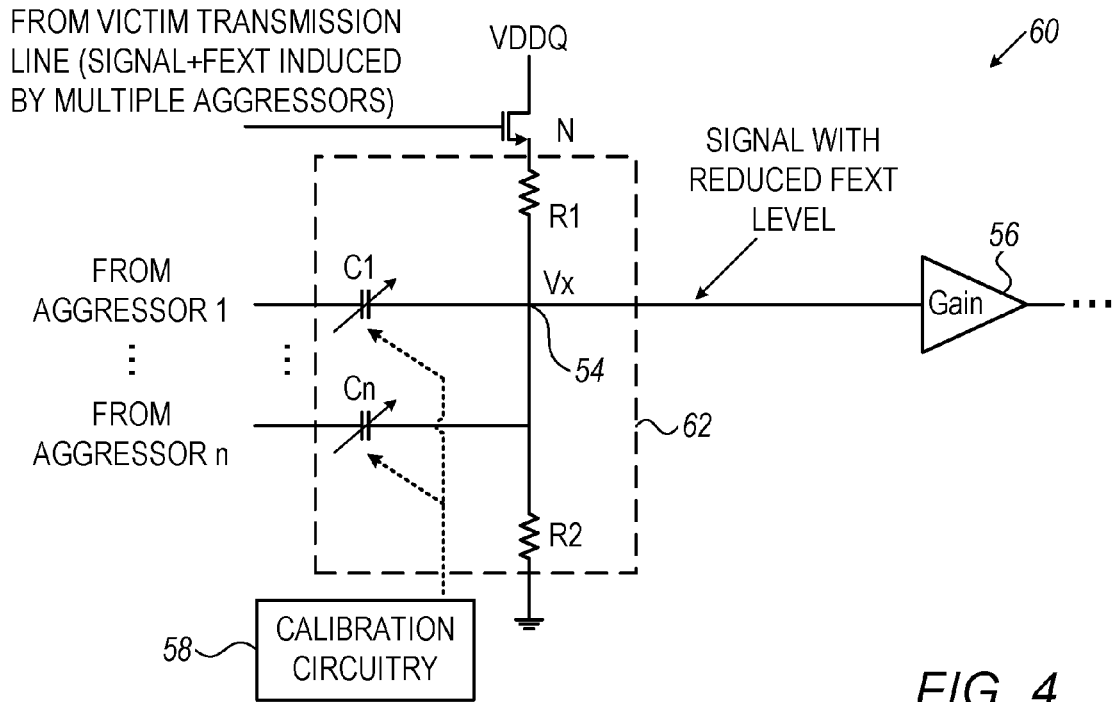 FROM VICTIM TRANSMISSION
LINE (SIGNAL+FEXT INDUCED
BY MULTIPLE AGGRESSORS)
VDDQ
60
N
SIGNAL WITH
REDUCED FEXT
LEVEL
R1
FROM
AGGRESSOR 1
C1
Vx
56
Gain
...
54
⋮
⋮
FROM
AGGRESSOR n
Cn
62
R2
58
CALIBRATION
CIRCUITRY
FIG. 4